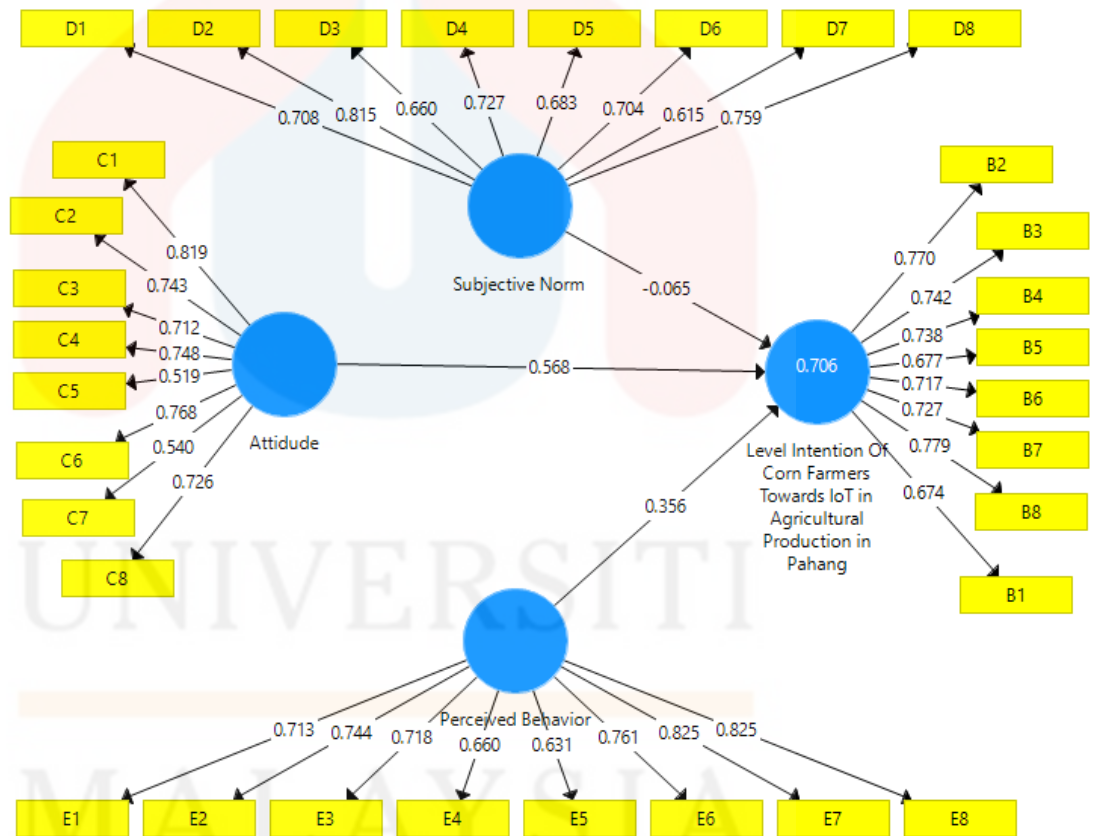 D1 D2 D3 D4 D5 D6 D7 D8
0.708 0.815 0.660 0.727 0.683 0.704 0.615 0.759
C1
C2
C3
C4
C5
C6
C7
C8
0.819
0.743
0.712
0.748
0.519
0.768
0.540
0.726
Subjective Norm
-0.065
Attidude
0.568
0.706
Level Intention Of
Corn Farmers
Towards IoT in
Agricultural
Production in
Pahang
B2
B3
B4
B5
B6
B7
B8
B1
0.770
0.742
0.738
0.677
0.717
0.727
0.779
0.674
0.356
Perceived Behavior
0.713 0.744 0.718 0.660 0.631 0.761 0.825 0.825
E1 E2 E3 E4 E5 E6 E7 E8
UNIVERSITI
MALAYSIA